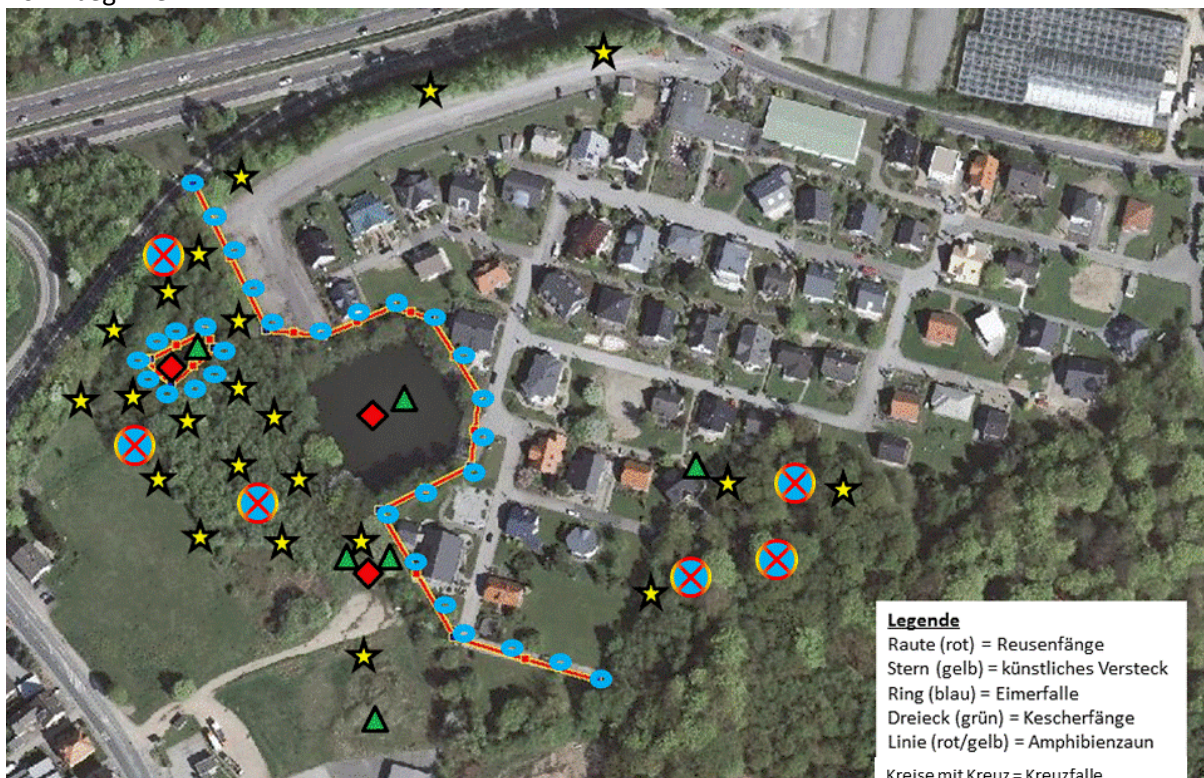 Legende
Raute (rot) = Reusenfänge
Stern (gelb) = künstliches Versteck
Ring (blau) = Eimerfalle
Dreieck (grün) = Kescherfänge
Linie (rot/gelb) = Amphibienzaun
Kreise mit Kreuz = Kreuzfalle